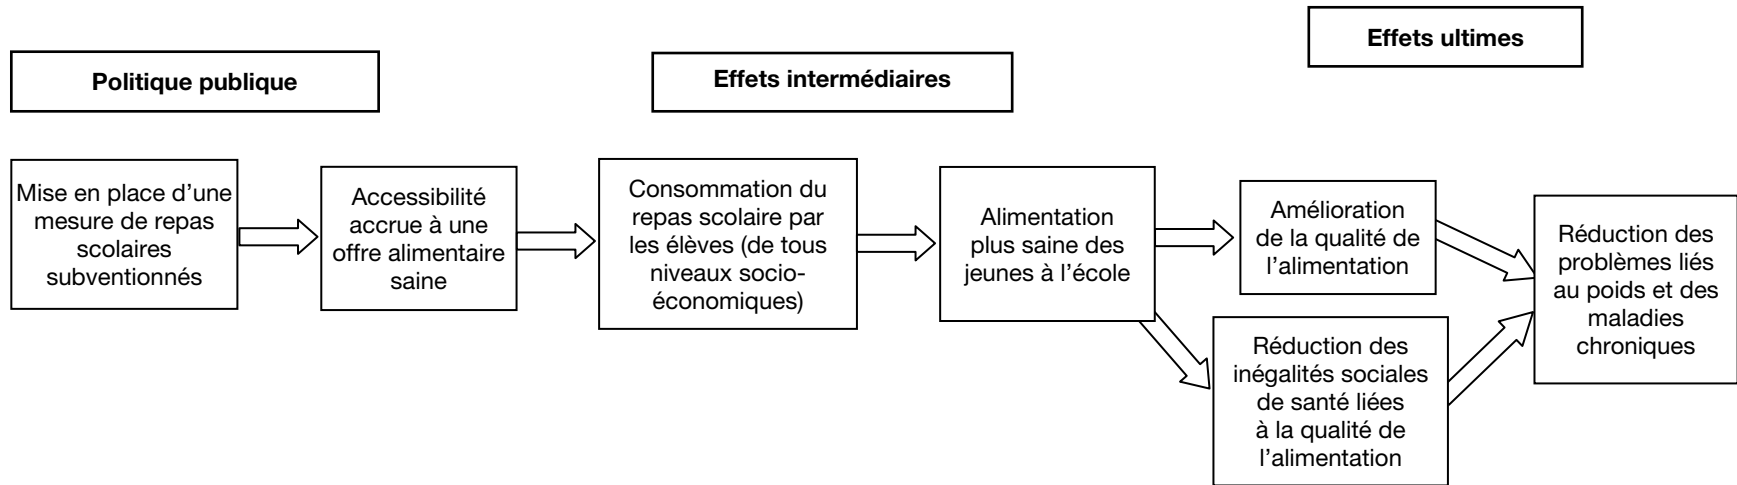 Politique publique
Effets intermédiaires
Effets ultimes
Mise en place d’une
mesure de repas
scolaires
subventionnés
Accessibilité
accrue à une
offre alimentaire
saine
Consommation du
repas scolaire par
les élèves (de tous
niveaux socio-
économiques)
Alimentation
plus saine des
jeunes à l’école
Amélioration
de la qualité de
l’alimentation
Réduction des
inégalités sociales
de santé liées
à la qualité de
l’alimentation
Réduction des
problèmes liés
au poids et des
maladies
chroniques